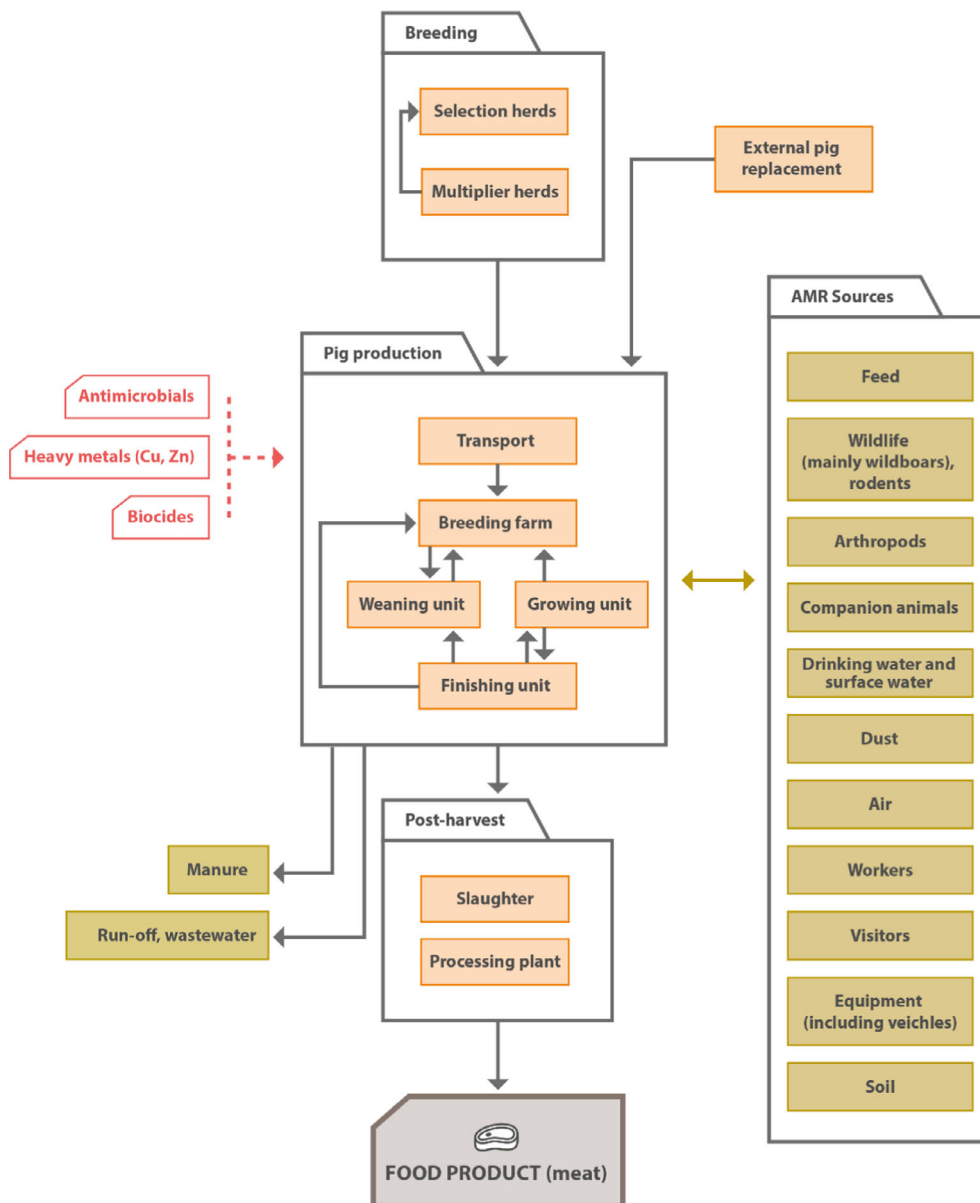 Breeding
Selection herds
Multiplier herds
External pig
replacement
AMR Sources
Feed
Wildlife
(mainly wildboars),
rodents
Arthropods
Companion animals
Drinking water and
surface water
Dust
Air
Workers
Visitors
Equipment
(including veichles)
Soil
Pig production
Antimicrobials
Heavy metals (Cu, Zn)
Biocides
Transport
Breeding farm
Weaning unit
Growing unit
Finishing unit
Manure
Run-off, wastewater
Post-harvest
Slaughter
Processing plant
FOOD PRODUCT (meat)